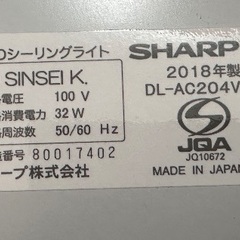 Dシーリングライト
SHARP
SINSEI K.
2018年製
DL-AC204V
電圧 100 V
消費電力 32 W
周波数 50/60 Hz
番号 80017402
ープ株式会社
JQA
JQ10672
MADE IN JAPAN